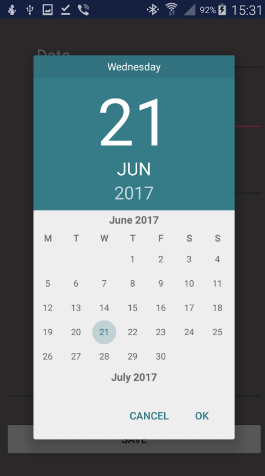 92% 15:31
Date
Wednesday
21
JUN
2017
June 2017
M T W T F S S
1 2 3 4
5 6 7 8 9 10 11
12 13 14 15 16 17 18
19 20 21 22 23 24 25
26 27 28 29 30
July 2017
CANCEL OK
SAVE